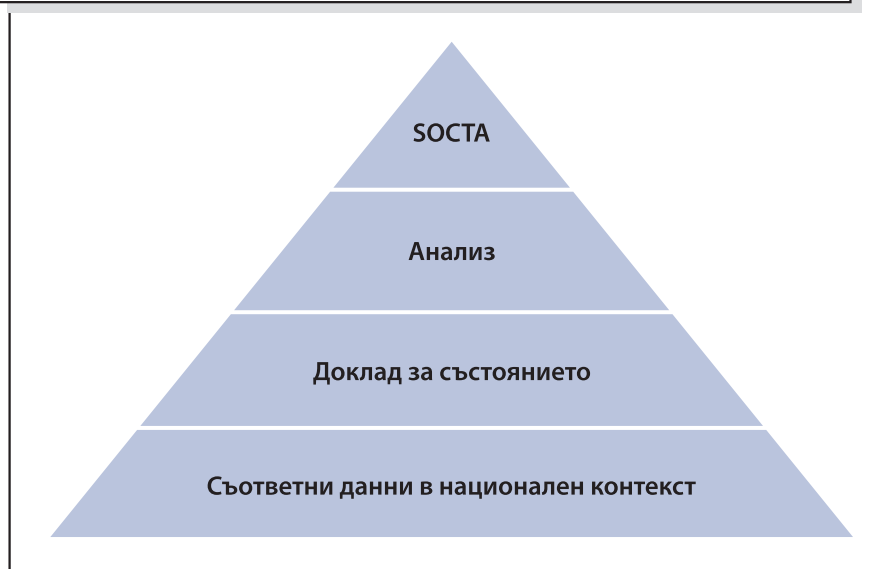 SOCTA
Анализ
Доклад за състоянието
Съответни данни в национален контекст